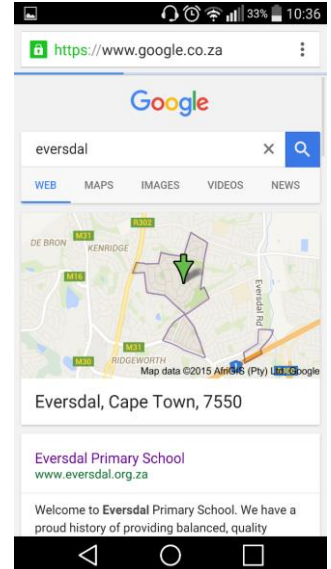 33% 10:36
https://www.google.co.za
Google
eversdal
WEB MAPS IMAGES VIDEOS NEWS
R302
DE BRON
M31
KENRIDGE
M16
Eversdal Rd
M31
M30
RIDGEWORTH
Map data ©2015 AfriGIS (Pty) Ltd, Google
Eversdal, Cape Town, 7550
Eversdal Primary School
www.eversdal.org.za
Welcome to Eversdal Primary School. We have a
proud history of providing balanced, quality